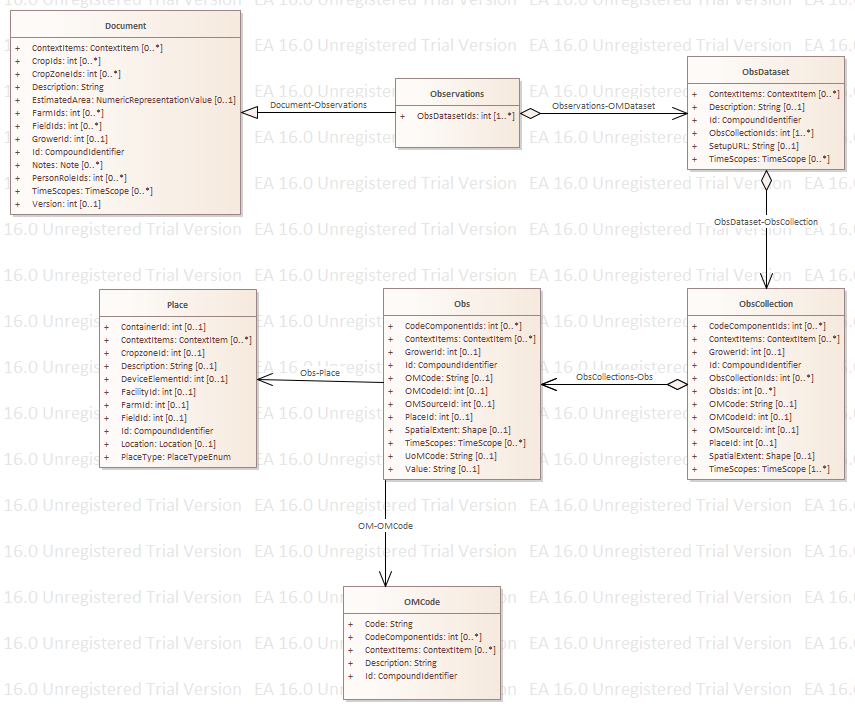 Document
+ ContextItems: ContextItem [0..*]
+ CropIds: int [0..*]
+ CropZoneIds: int [0..*]
+ Description: String
+ EstimatedArea: NumericRepresentationValue [0..1]
+ FarmIds: int [0..*]
+ FieldIds: int [0..*]
+ GrowerId: int [0..1]
+ Id: CompoundIdentifier
+ Notes: Note [0..*]
+ PersonRoleIds: int [0..*]
+ TimeScopes: TimeScope [0..*]
+ Version: int [0..1]
Document-Observations
Observations
+ ObsDatasetIds: int [1..*]
Observations-OMDataset
ObsDataset
+ ContextItems: ContextItem [0..*]
+ Description: String [0..1]
+ Id: CompoundIdentifier
+ ObsCollectionIds: int [1..*]
+ SetupURL: String [0..1]
+ TimeScopes: TimeScope [0..*]
ObsDataset-ObsCollection
Place
+ ContainerId: int [0..1]
+ ContextItems: ContextItem [0..*]
+ CropzoneId: int [0..1]
+ Description: String [0..1]
+ DeviceElementId: int [0..1]
+ FacilityId: int [0..1]
+ FarmId: int [0..1]
+ FieldId: int [0..1]
+ Id: CompoundIdentifier
+ Location: Location [0..1]
+ PlaceType: PlaceTypeEnum
Obs-Place
Obs
+ CodeComponentIds: int [0..*]
+ ContextItems: ContextItem [0..*]
+ GrowerId: int [0..1]
+ Id: CompoundIdentifier
+ OMCode: String [0..1]
+ OMCodeId: int [0..1]
+ OMSourceId: int [0..1]
+ PlaceId: int [0..1]
+ SpatialExtent: Shape [0..1]
+ TimeScopes: TimeScope [0..*]
+ UoMCode: String [0..1]
+ Value: String [0..1]
ObsCollections-Obs
ObsCollection
+ CodeComponentIds: int [0..*]
+ ContextItems: ContextItem [0..*]
+ GrowerId: int [0..1]
+ Id: CompoundIdentifier
+ ObsCollectionIds: int [0..*]
+ ObsIds: int [0..*]
+ OMCode: String [0..1]
+ OMCodeId: int [0..1]
+ OMSourceId: int [0..1]
+ PlaceId: int [0..1]
+ SpatialExtent: Shape [0..1]
+ TimeScopes: TimeScope [1..*]
OM-OMCode
OMCode
+ Code: String
+ CodeComponentIds: int [0..*]
+ ContextItems: ContextItem [0..*]
+ Description: String
+ Id: CompoundIdentifier
EA 16.0 Unregistered Trial Version